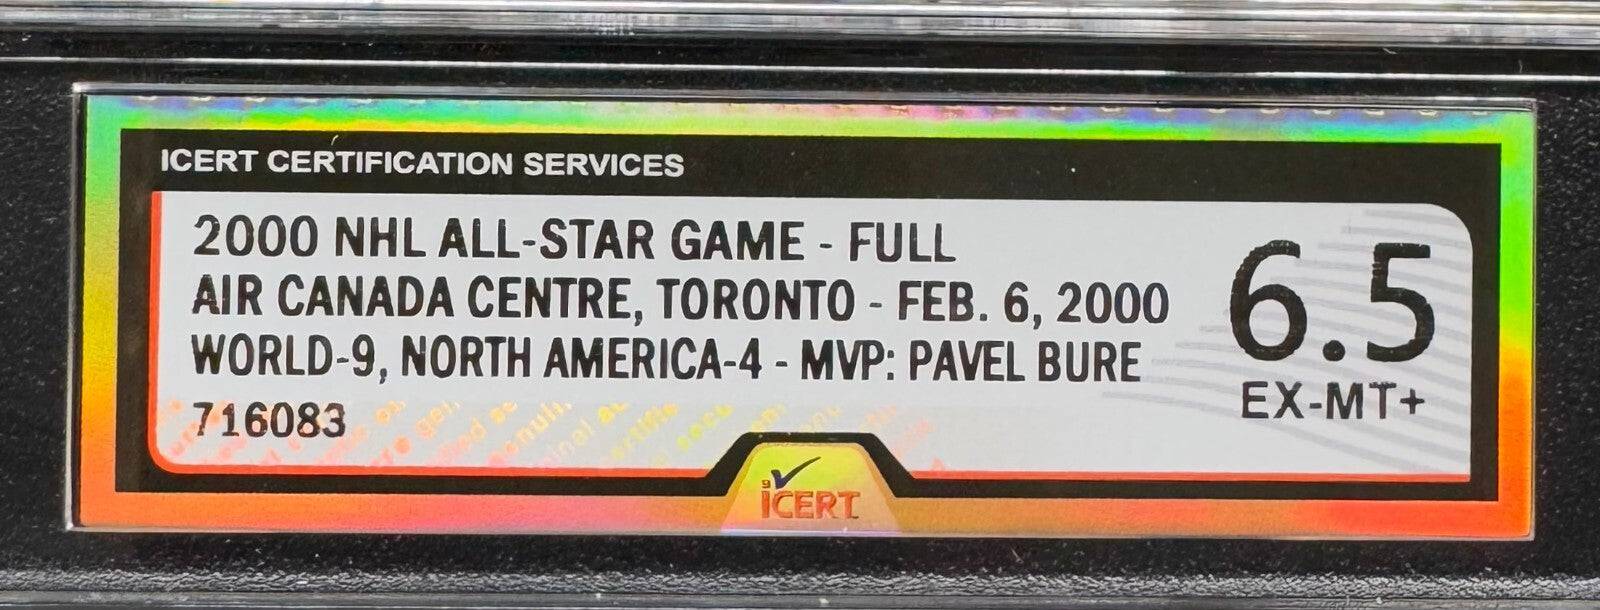 ICERT CERTIFICATION SERVICES
2000 NHL ALL-STAR GAME - FULL
AIR CANADA CENTRE, TORONTO - FEB. 6, 2000
WORLD-9, NORTH AMERICA-4 - MVP: PAVEL BURE
716083
6.5
EX-MT+
ICERT